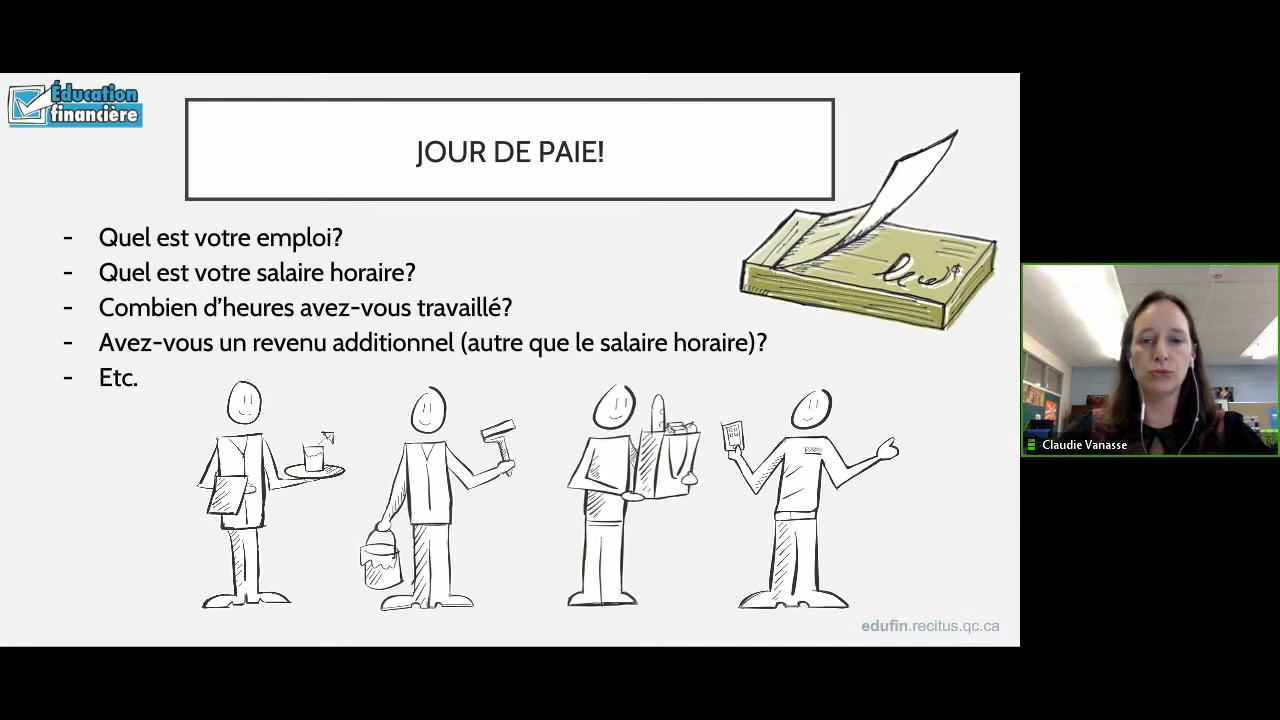 Éducation
financière
JOUR DE PAIE!
- Quel est votre emploi?
- Quel est votre salaire horaire?
- Combien d'heures avez-vous travaillé?
- Avez-vous un revenu additionnel (autre que le salaire horaire)?
- Etc.
Claudie Vanasse
edufin.recitus.qc.ca